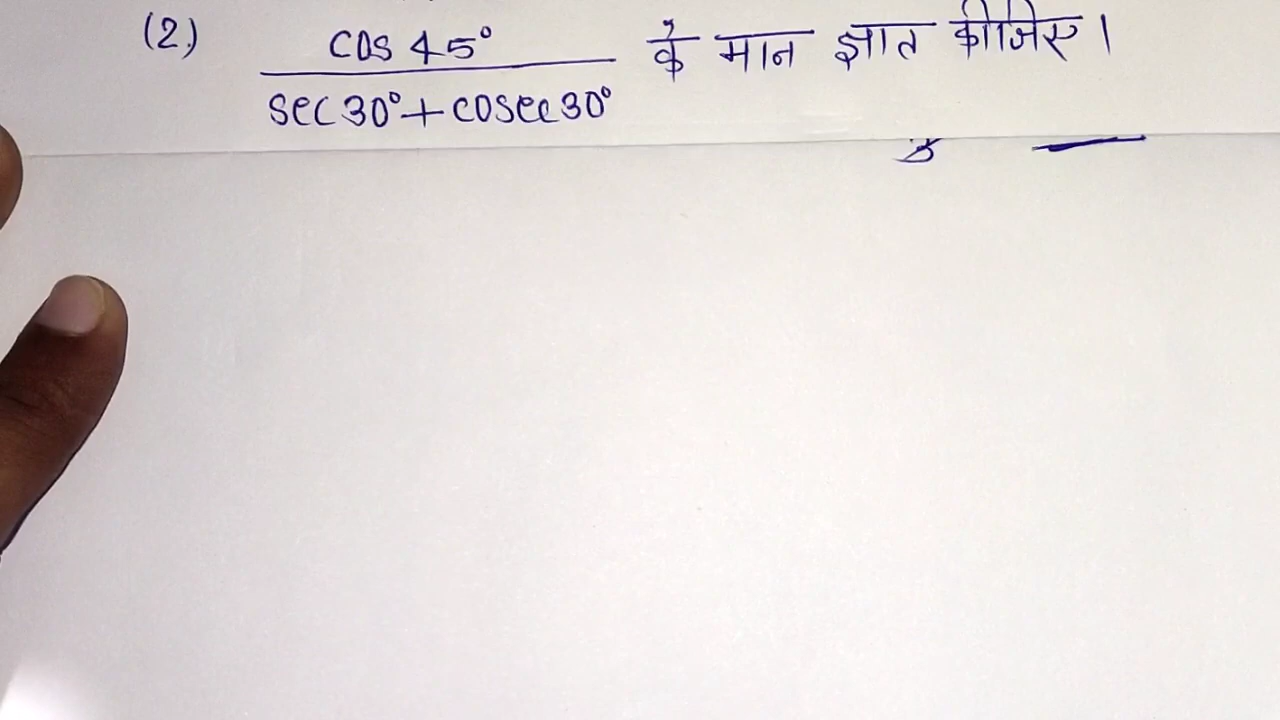 (2) cos 45°
sec 30° + cosec 30° के मान ज्ञात कीजिए।